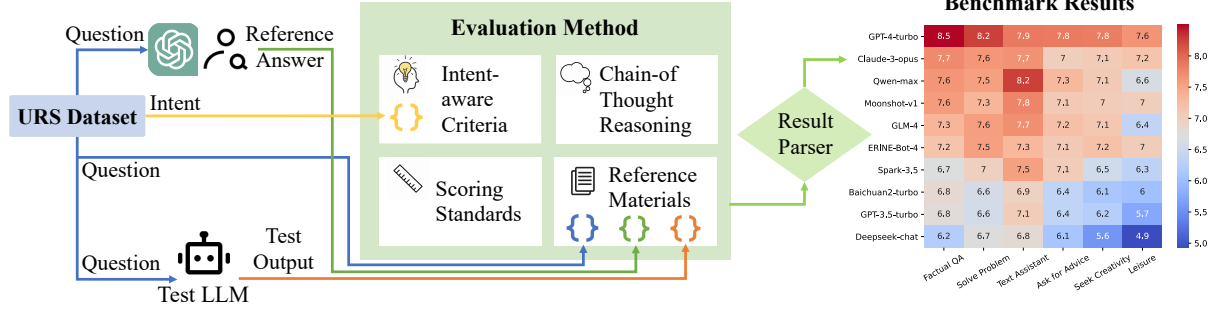 Benchmark Results
Question
Reference
Answer
Evaluation Method
Intent-
aware
Criteria
{ }
Chain-of
Thought
Reasoning
URS Dataset
Intent
Question
Scoring
Standards
Reference
Materials
{ } { } { }
Result
Parser
Question
Test LLM
Test
Output
GPT-4-turbo 8.5 8.2 7.9 7.8 7.8 7.6
Claude-3-opus 7.7 7.6 7.7 7 7.1 7.2
Qwen-max 7.6 7.5 8.2 7.3 7.1 6.6
Moonshot-v1 7.6 7.3 7.8 7.1 7 7
GLM-4 7.3 7.6 7.7 7.2 7.1 6.4
ERINE-Bot-4 7.2 7.5 7.3 7.1 7.2 7
Spark-3.5 6.7 7 7.5 7.1 6.5 6.3
Baichuan2-turbo 6.8 6.6 6.9 6.4 6.1 6
GPT-3.5-turbo 6.8 6.6 7.1 6.4 6.2 5.7
Deepseek-chat 6.2 6.7 6.8 6.1 5.6 4.9
Factual QA
Solve Problem
Text Assistant
Ask for Advice
Seek Creativity
Leisure
8.5
8.0
7.5
7.0
6.5
6.0
5.5
5.0